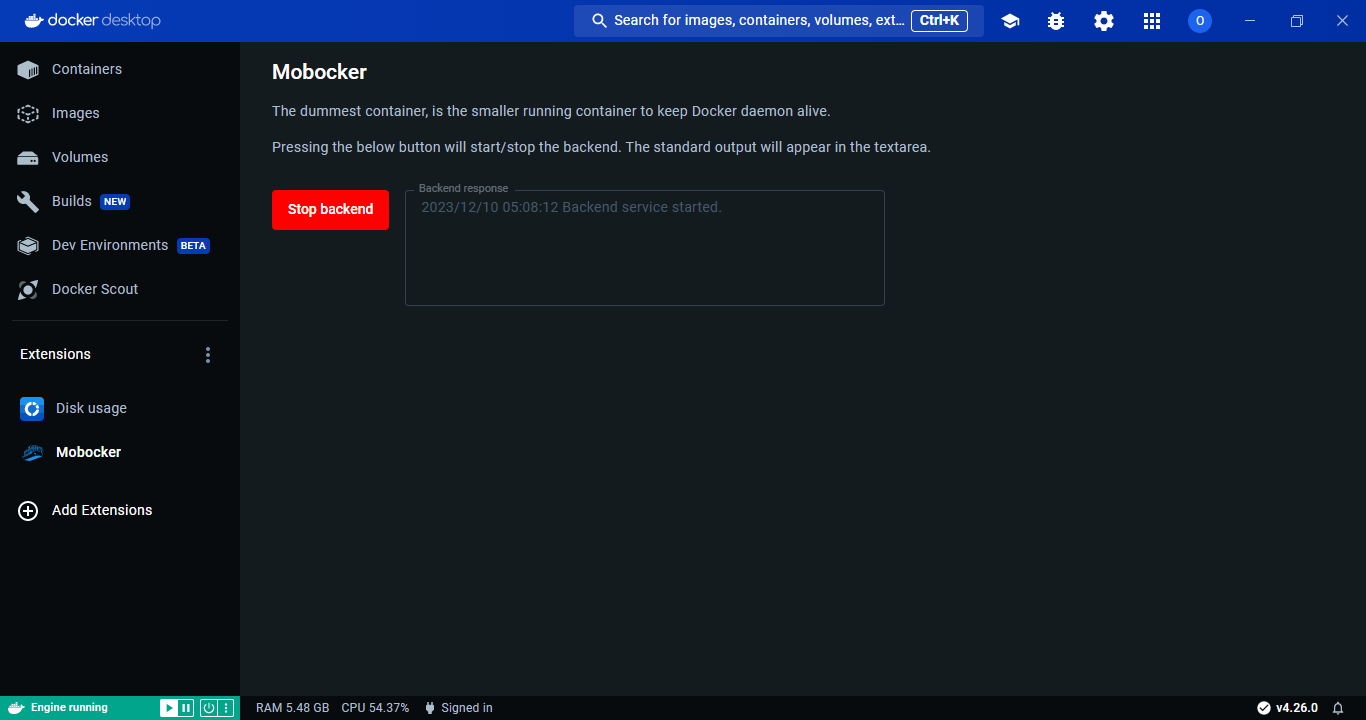 docker desktop
Search for images, containers, volumes, ext... Ctrl+K
O
Containers
Images
Volumes
Builds NEW
Dev Environments BETA
Docker Scout
Extensions
Disk usage
Mobocker
Add Extensions
Mobocker
The dummest container, is the smaller running container to keep Docker daemon alive.
Pressing the below button will start/stop the backend. The standard output will appear in the textarea.
Stop backend
Backend response
2023/12/10 05:08:12 Backend service started.
Engine running
RAM 5.48 GB CPU 54.37% Signed in
v4.26.0